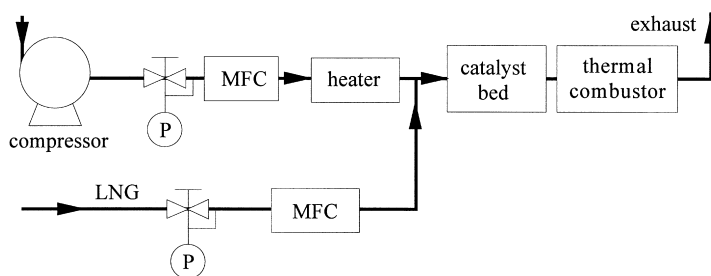 exhaust
MFC
heater
catalyst
bed
thermal
combustor
P
compressor
LNG
MFC
P